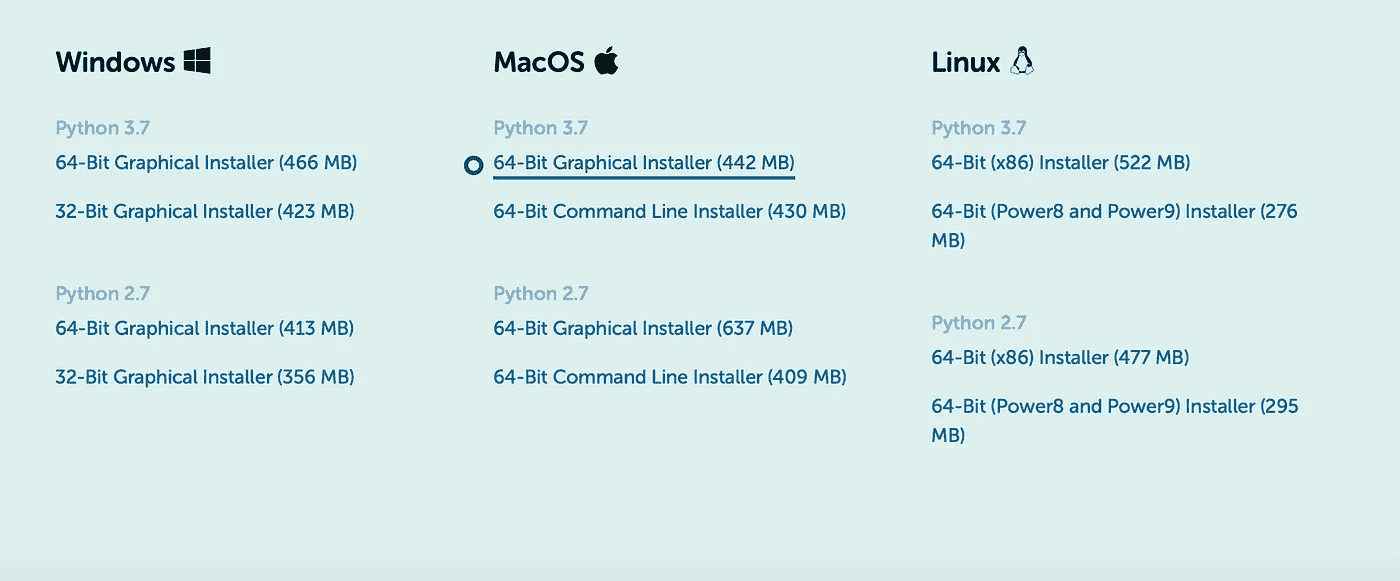 Windows
Python 3.7
64-Bit Graphical Installer (466 MB)
32-Bit Graphical Installer (423 MB)
Python 2.7
64-Bit Graphical Installer (413 MB)
32-Bit Graphical Installer (356 MB)
MacOS
Python 3.7
64-Bit Graphical Installer (442 MB)
64-Bit Command Line Installer (430 MB)
Python 2.7
64-Bit Graphical Installer (637 MB)
64-Bit Command Line Installer (409 MB)
Linux
Python 3.7
64-Bit (x86) Installer (522 MB)
64-Bit (Power8 and Power9) Installer (276
MB)
Python 2.7
64-Bit (x86) Installer (477 MB)
64-Bit (Power8 and Power9) Installer (295
MB)